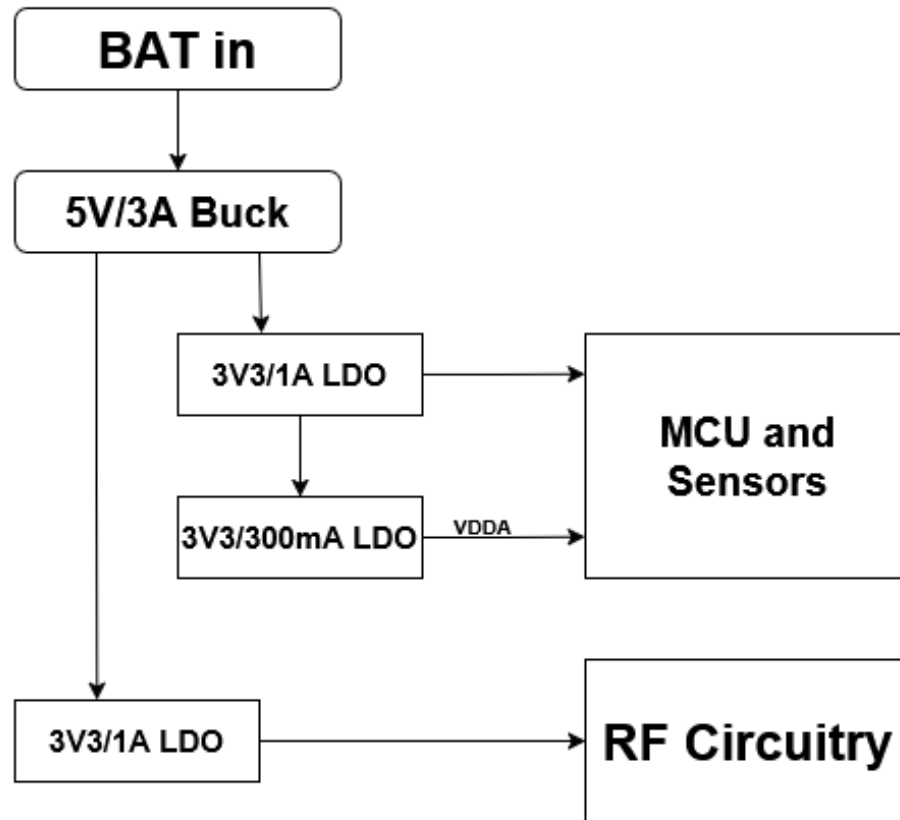 BAT in
5V/3A Buck
3V3/1A LDO
MCU and
Sensors
3V3/300mA LDO
VDDA
3V3/1A LDO
RF Circuitry